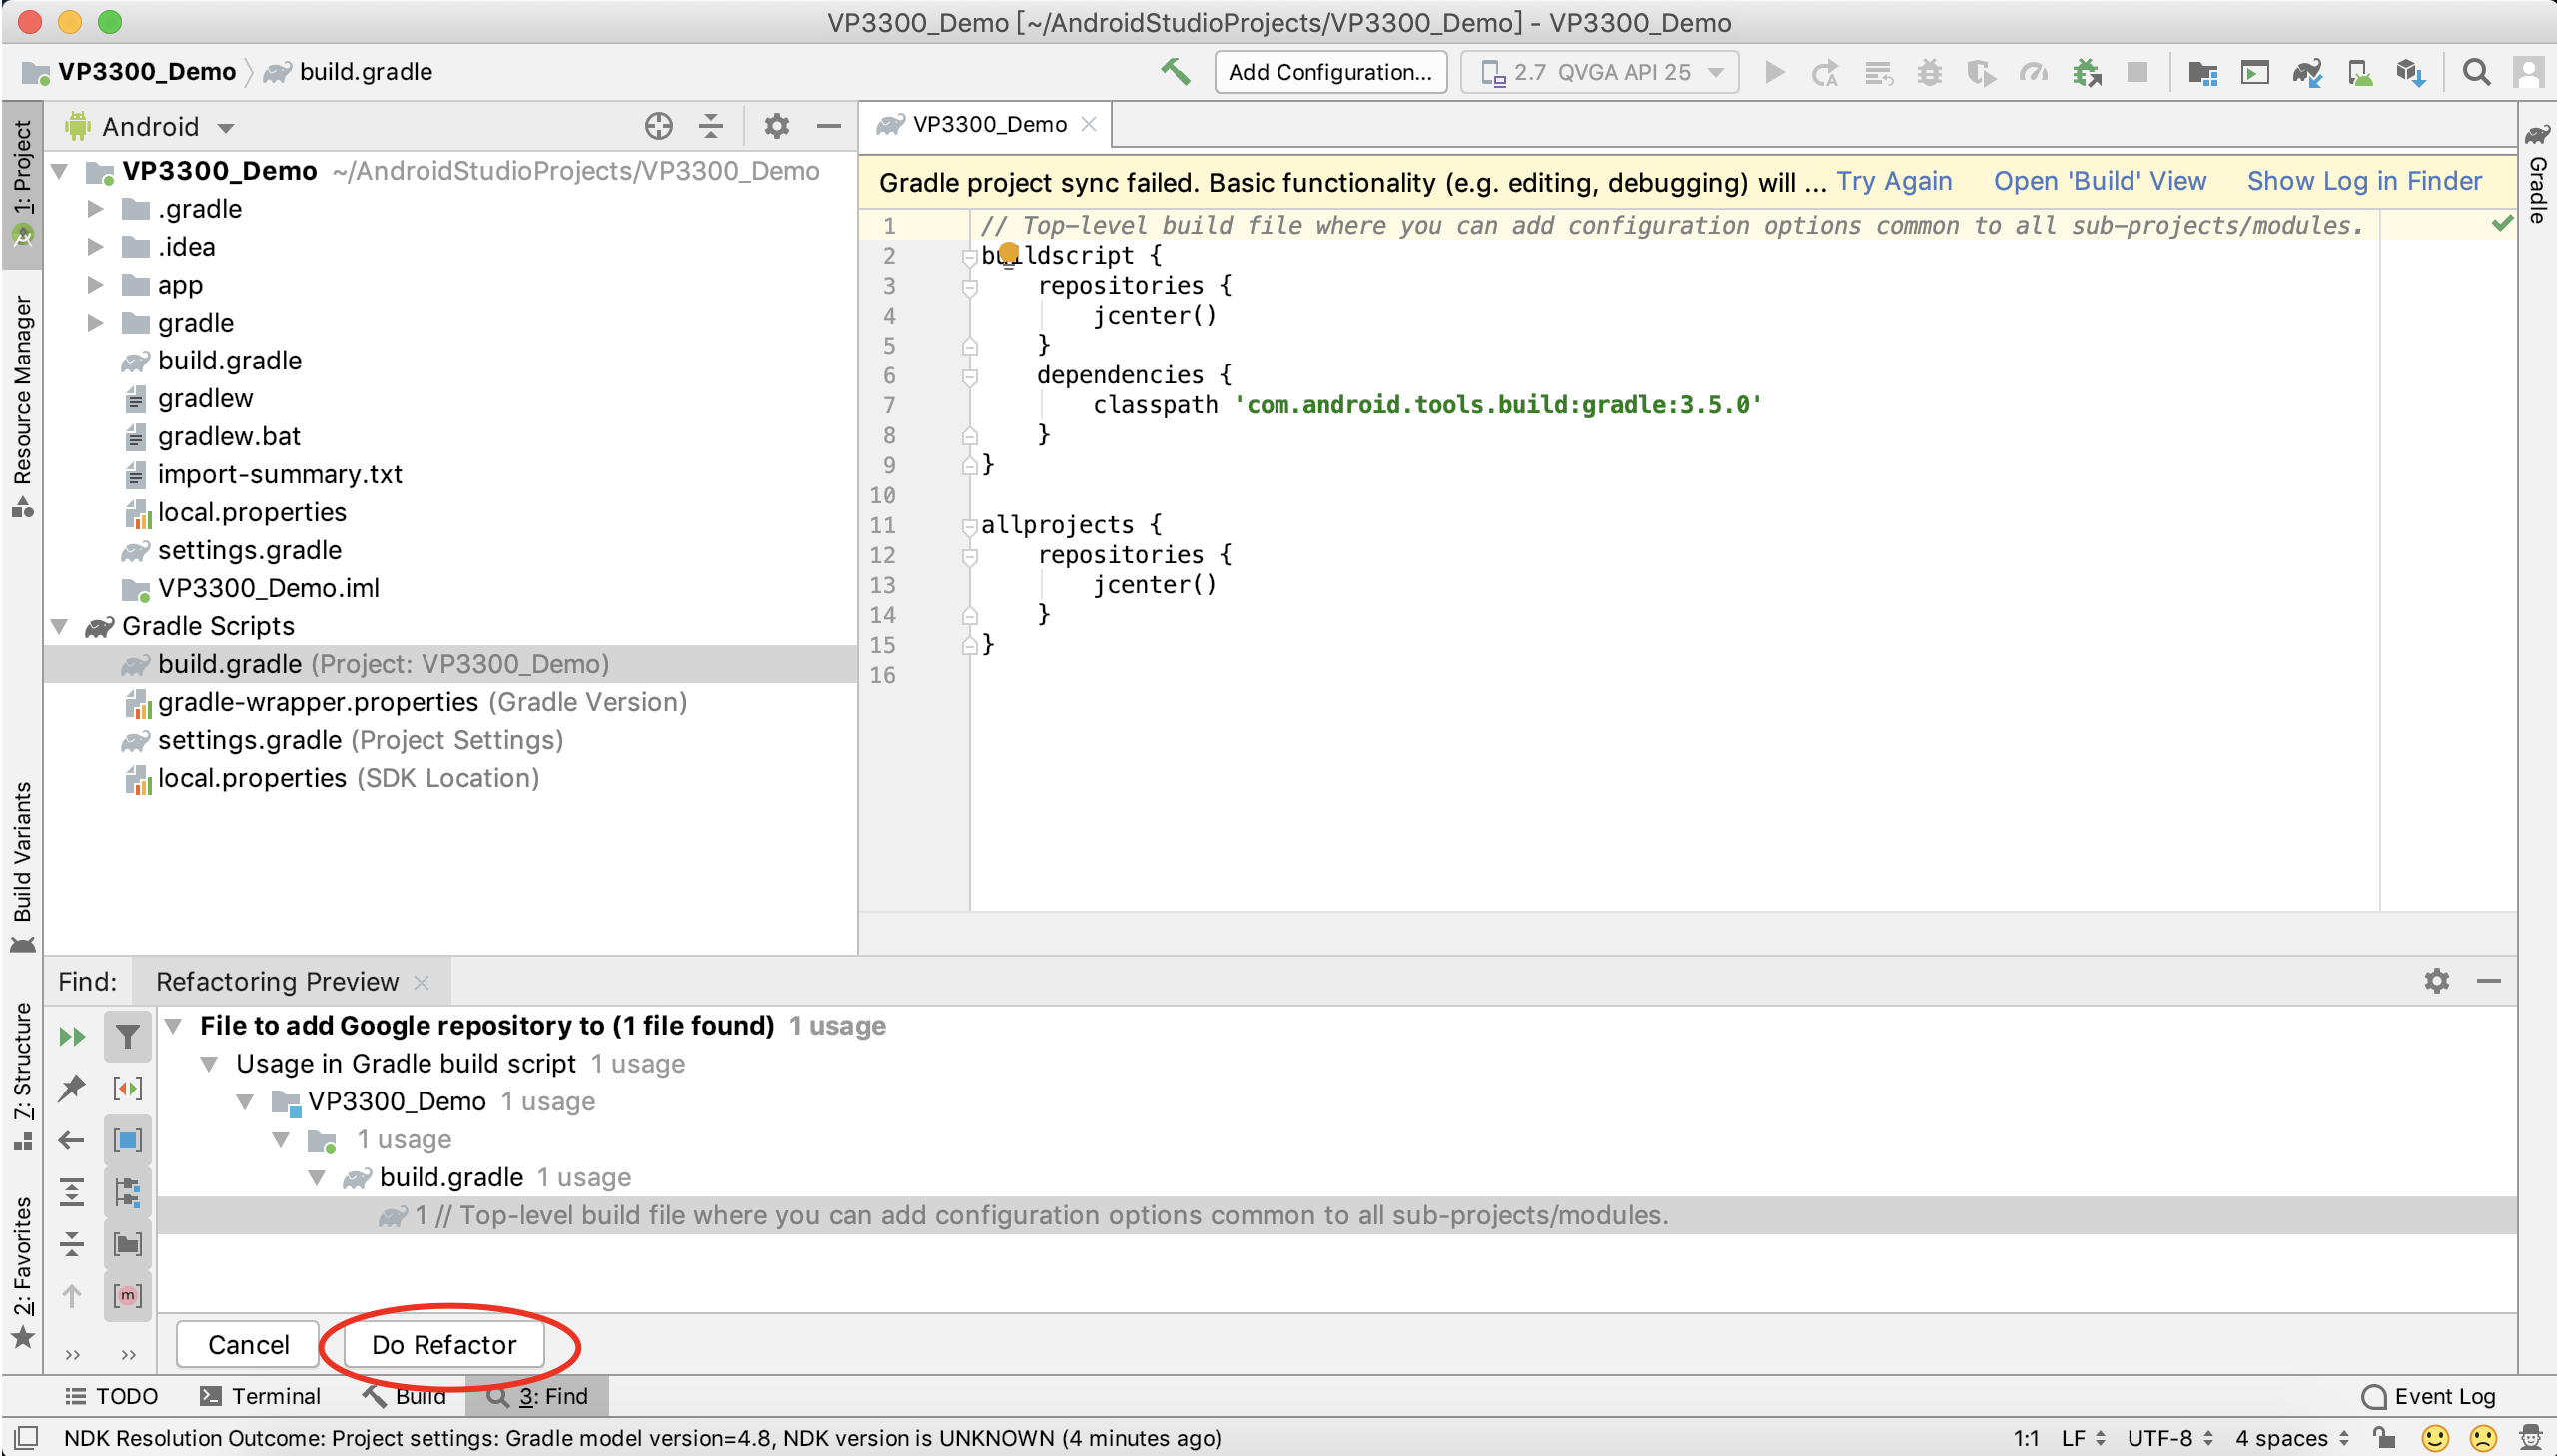 VP3300_Demo [~/AndroidStudioProjects/VP3300_Demo] - VP3300_Demo
VP3300_Demo build.gradle
Add Configuration...
2.7 QVGA API 25
1: Project
Resource Manager
Build Variants
7: Structure
2: Favorites
Android
VP3300_Demo ~/AndroidStudioProjects/VP3300_Demo
.gradle
.idea
app
gradle
build.gradle
gradlew
gradlew.bat
import-summary.txt
local.properties
settings.gradle
VP3300_Demo.iml
Gradle Scripts
build.gradle (Project: VP3300_Demo)
gradle-wrapper.properties (Gradle Version)
settings.gradle (Project Settings)
local.properties (SDK Location)
VP3300_Demo
Gradle
Gradle project sync failed. Basic functionality (e.g. editing, debugging) will ... Try Again Open 'Build' View Show Log in Finder
1 // Top-level build file where you can add configuration options common to all sub-projects/modules.
2 buildscript {
3 repositories {
4 jcenter()
5 }
6 dependencies {
7 classpath 'com.android.tools.build:gradle:3.5.0'
8 }
9 }
10
11 allprojects {
12 repositories {
13 jcenter()
14 }
15 }
16
Find: Refactoring Preview
File to add Google repository to (1 file found) 1 usage
Usage in Gradle build script 1 usage
VP3300_Demo 1 usage
1 usage
build.gradle 1 usage
1 // Top-level build file where you can add configuration options common to all sub-projects/modules.
m
Cancel Do Refactor
TODO Terminal Build 3: Find Event Log
NDK Resolution Outcome: Project settings: Gradle model version=4.8, NDK version is UNKNOWN (4 minutes ago) 1:1 LF UTF-8 4 spaces